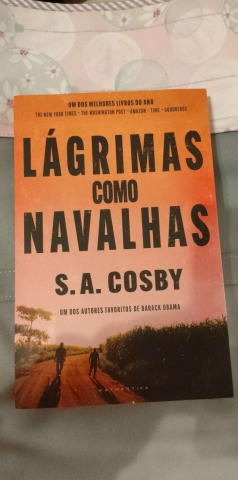 UM DOS MELHORES LIVROS DO ANO
THE NEW YORK TIMES • THE WASHINGTON POST • AMAZON • TIME • GOODREADS
LÁGRIMAS
COMO
NAVALHAS
S. A. COSBY
UM DOS AUTORES FAVORITOS DE BARACK OBAMA